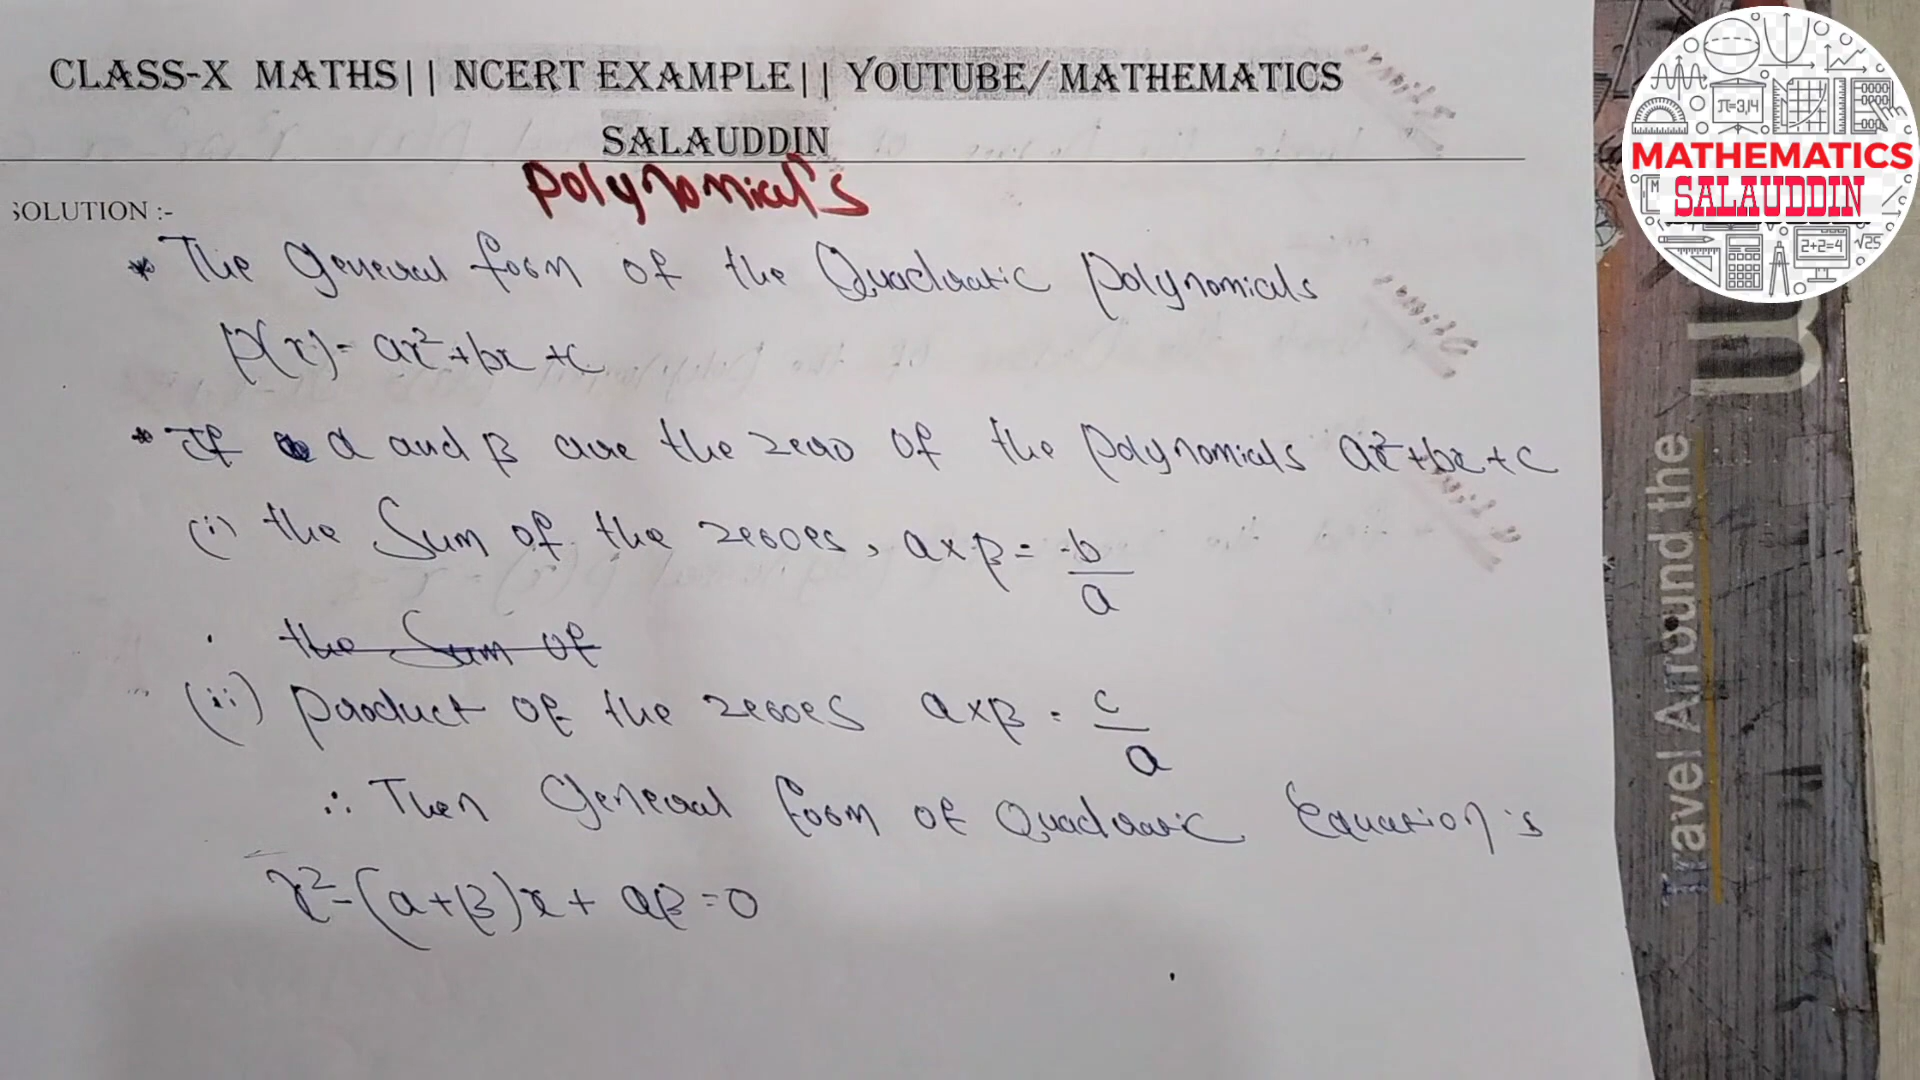 CLASS-X MATHS|| NCERT EXAMPLE|| YOUTUBE/ MATHEMATICS
SALAUDDIN
Polynomial's
SOLUTION :-
* The general form of the Quadratic Polynomials
P(x) = ax²+bx+c
* If α and β are the zero of the Polynomials ax²+bx+c
(i) the Sum of the zeroes, α×β = -b/a
the Sum of
(ii) product of the zeroes α×β = c/a
∴ Then General form of Quadratic Equation is
x²-(α+β)x+αβ=0
π=3,14
MATHEMATICS
SALAUDDIN
2+2=4 √25
Travel Arround the